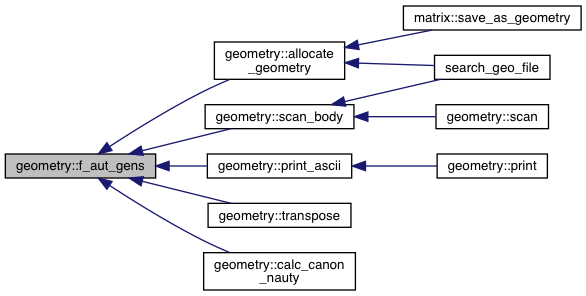 matrix::save_as_geometry
geometry::allocate
_geometry
search_geo_file
geometry::scan_body
geometry::scan
geometry::f_aut_gens
geometry::print_ascii
geometry::print
geometry::transpose
geometry::calc_canon
_nauty